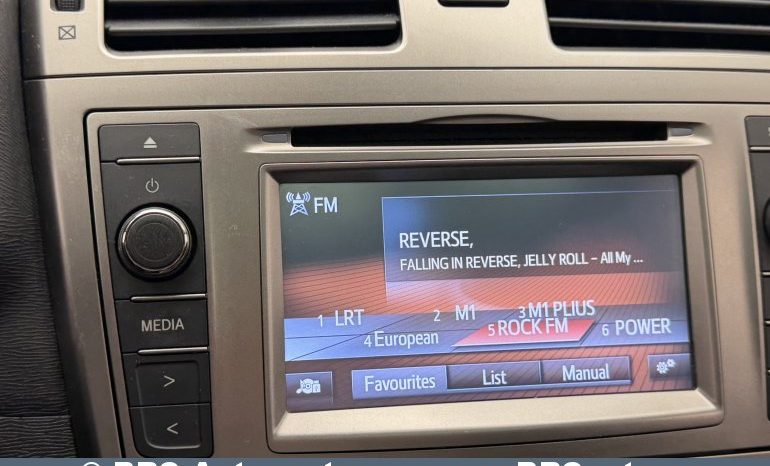 FM
REVERSE,
FALLING IN REVERSE, JELLY ROLL – All My ...
MEDIA
1 LRT 2 M1 3 M1 PLIUS
4 European 5 ROCK FM 6 POWER
Favourites List Manual